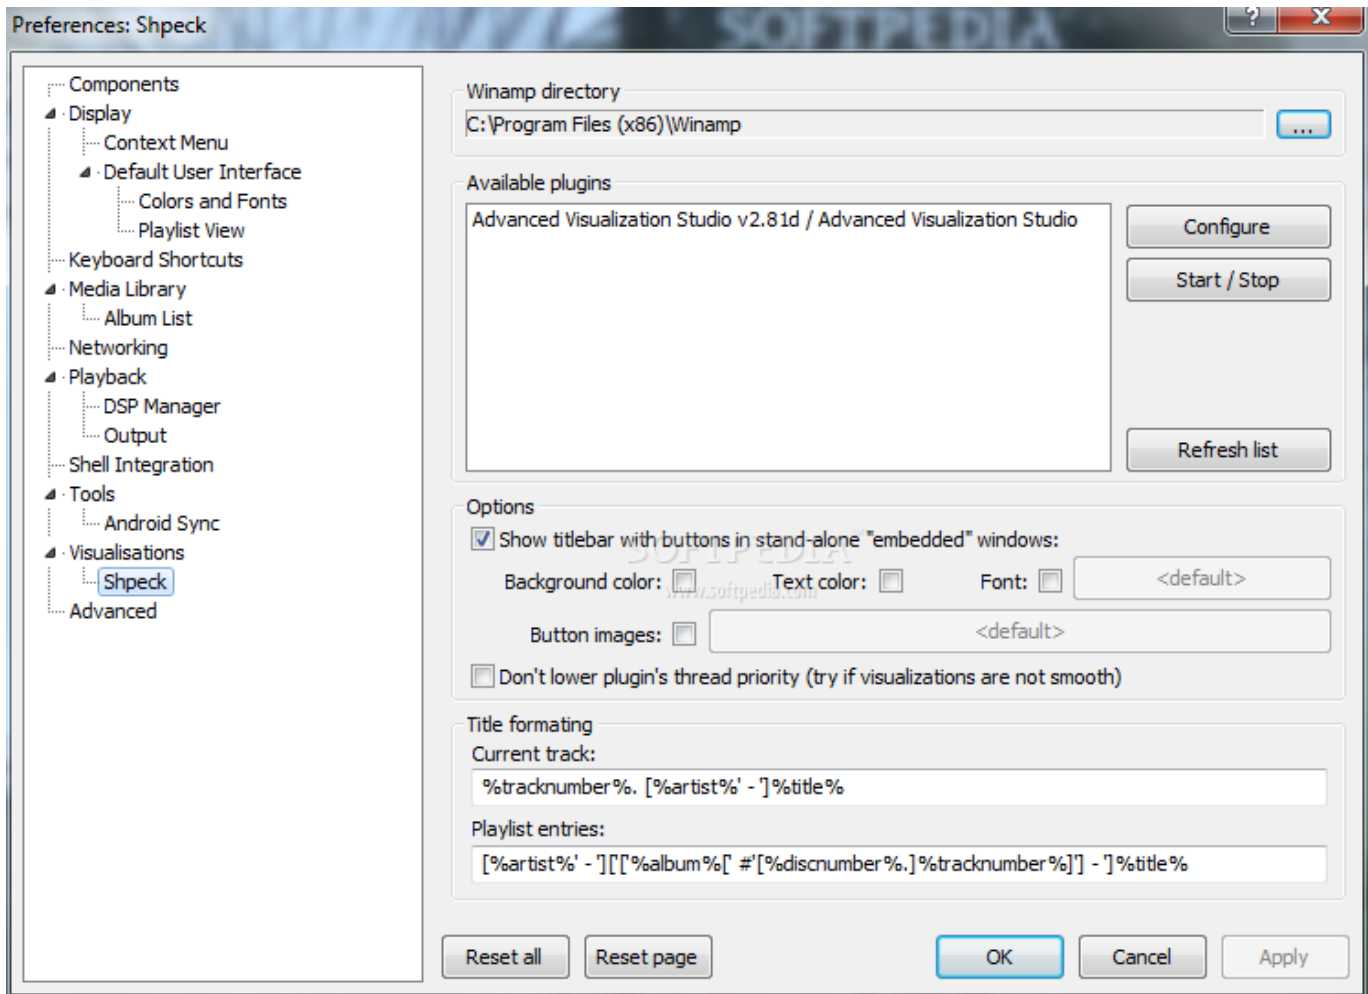 SOFTPEDIA
Preferences: Shpeck
?
x
Components
Display
Context Menu
Default User Interface
Colors and Fonts
Playlist View
Keyboard Shortcuts
Media Library
Album List
Networking
Playback
DSP Manager
Output
Shell Integration
Tools
Android Sync
Visualisations
Shpeck
Advanced
Winamp directory
C:\Program Files (x86)\Winamp
...
Available plugins
Advanced Visualization Studio v2.81d / Advanced Visualization Studio
Configure
Start / Stop
Refresh list
Options
Show titlebar with buttons in stand-alone "embedded" windows:
SOFTPEDIA
www.softpedia.com
Background color:
Text color:
Font:
<default>
Button images:
<default>
Don't lower plugin's thread priority (try if visualizations are not smooth)
Title formating
Current track:
%tracknumber%. [%artist%' - ']%title%
Playlist entries:
[%artist%' - ']['['%album%[' #'[%discnumber%.]%tracknumber%]'] - ']%title%
Reset all
Reset page
OK
Cancel
Apply